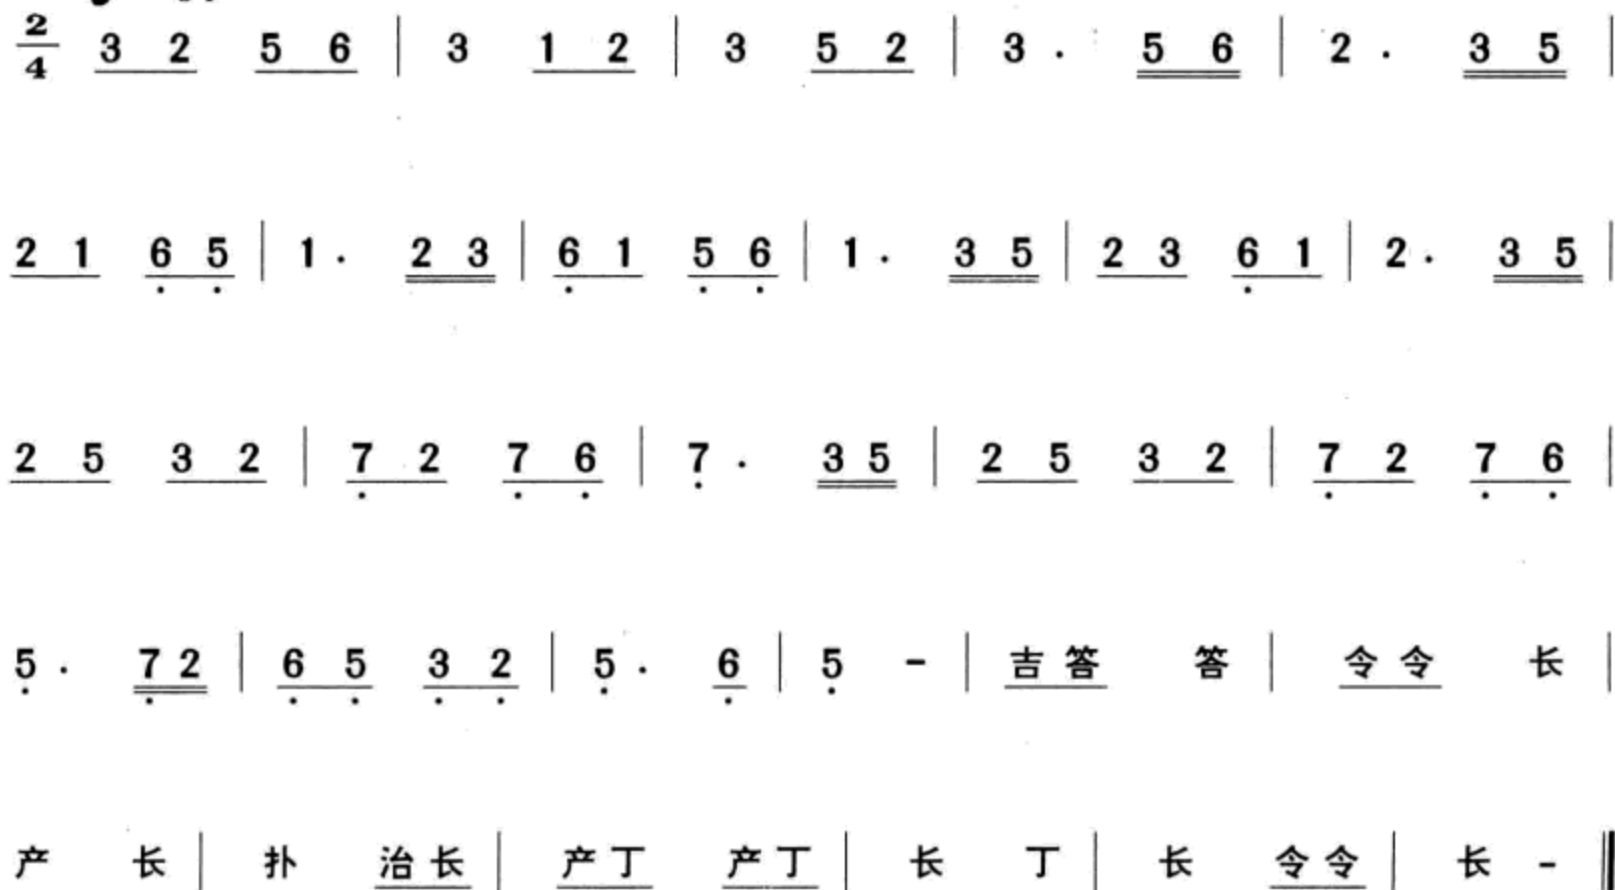 2/4 3 2 5 6 | 3 1 2 | 3 5 2 | 3 · 5 6 | 2 · 3 5 |
2 1 6 5 | 1 · 2 3 | 6 1 5 6 | 1 · 3 5 | 2 3 6 1 | 2 · 3 5 |
2 5 3 2 | 7 2 7 6 | 7 · 3 5 | 2 5 3 2 | 7 2 7 6 |
5 · 7 2 | 6 5 3 2 | 5 · 6 | 5 - | 吉答 答 | 令令 长 |
产 长 | 扑 治长 | 产丁 产丁 | 长 丁 | 长 令令 | 长 - ‖